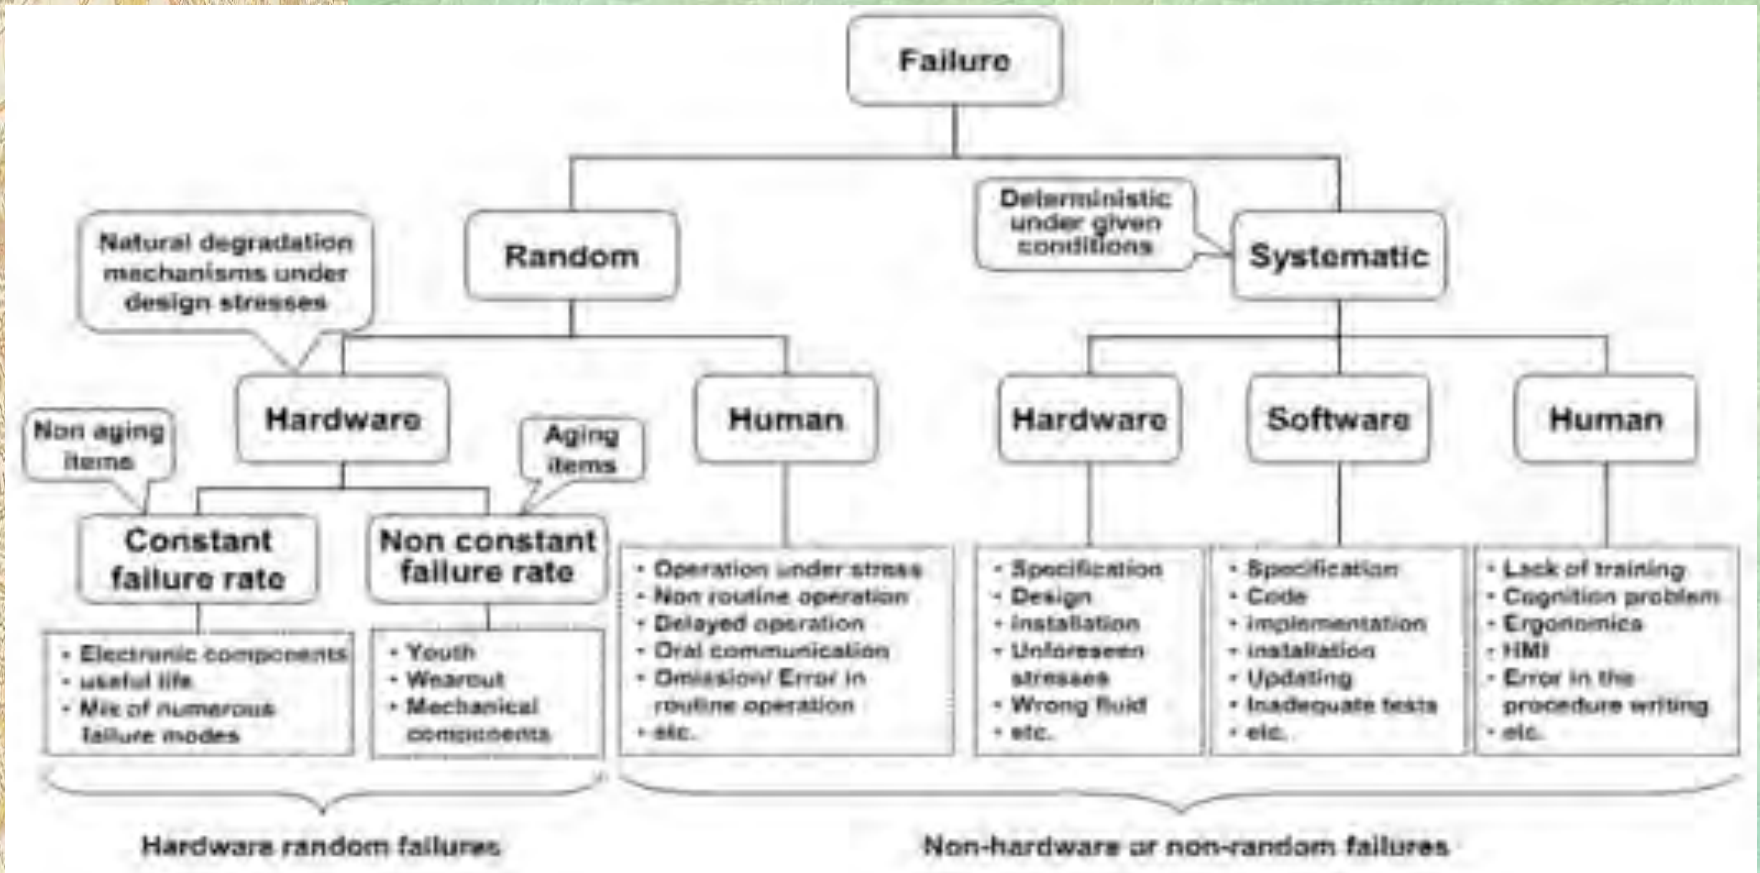 Failure
Deterministic
under given
conditions
Natural degradation
mechanisms under
design stresses
Random
Systematic
Hardware
Human
Hardware
Software
Human
Non aging
items
Aging
items
Constant
failure rate
Non constant
failure rate
• Electronic components
• useful life
• Mix of numerous
failure modes
• Youth
• Wearout
• Mechanical
components
• Operation under stress
• Non routine operation
• Delayed operation
• Oral communication
• Omission/ Error in
routine operation
• etc.
• Specification
• Design
• installation
• Unforeseen
stresses
• Wrong fluid
• etc.
• Specification
• Code
• implementation
• installation
• Updating
• Inadequate tests
• etc.
• Lack of training
• Cognition problem
• Ergonomics
• HMI
• Error in the
procedure writing
• etc.
Hardware random failures
Non-hardware or non-random failures